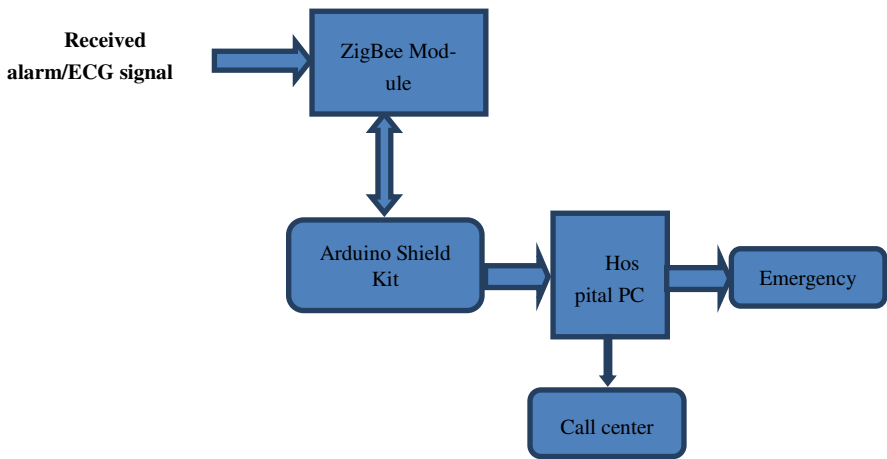 Received
alarm/ECG signal
ZigBee Mod-
ule
Arduino Shield
Kit
Hos
pital PC
Emergency
Call center